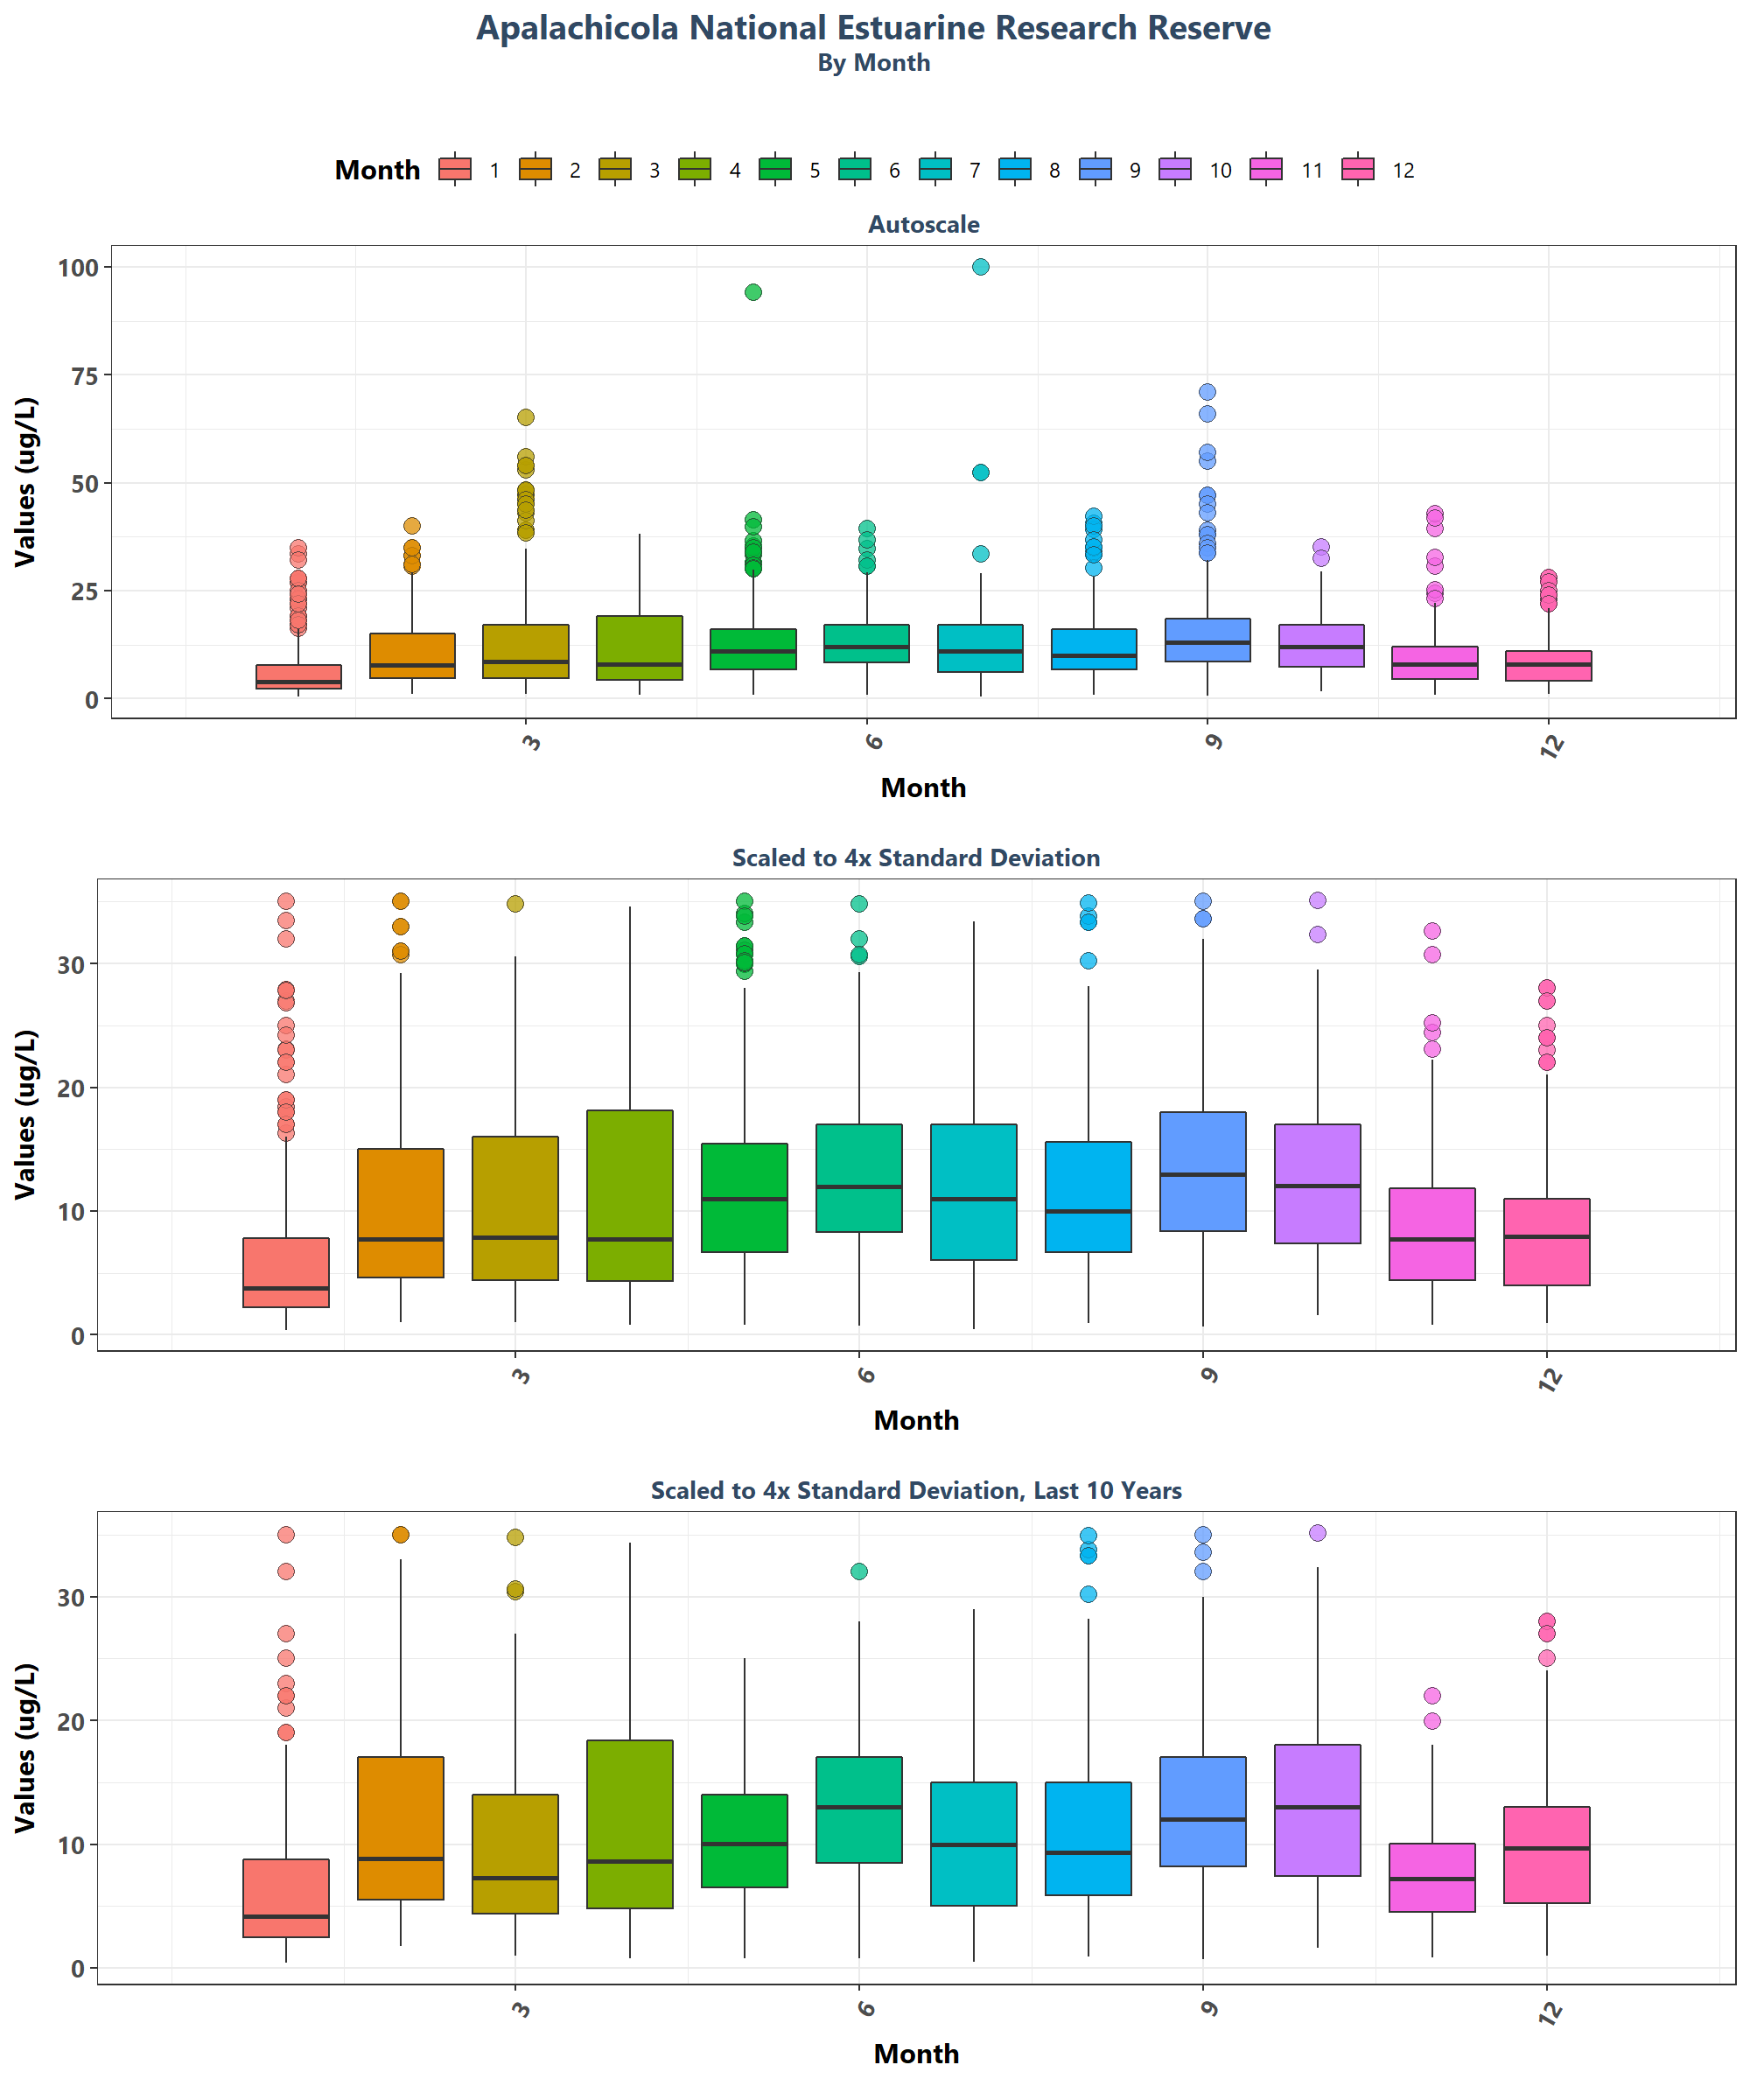 Apalachicola National Estuarine Research Reserve
By Month
Month 1 2 3 4 5 6 7 8 9 10 11 12
Autoscale
Values (ug/L)
100
75
50
25
0
3 6 9 12
Month
Scaled to 4x Standard Deviation
Values (ug/L)
30
20
10
0
3 6 9 12
Month
Scaled to 4x Standard Deviation, Last 10 Years
Values (ug/L)
30
20
10
0
3 6 9 12
Month